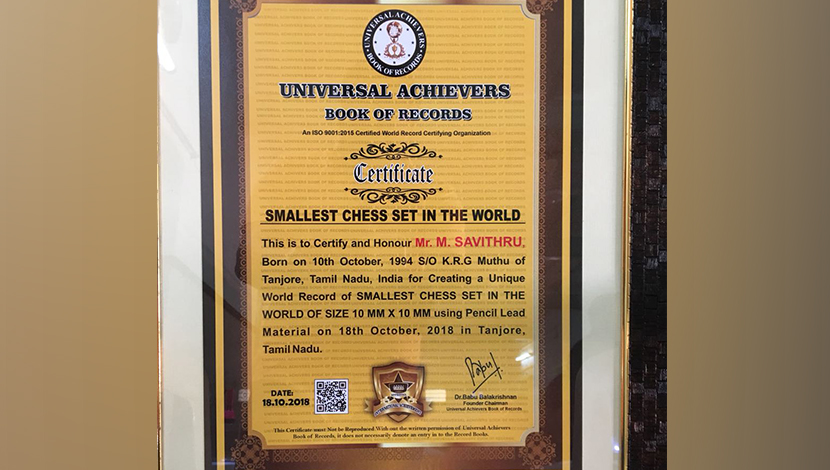 UNIVERSAL ACHIEVERS
BOOK OF RECORDS
UNIVERSAL ACHIEVERS
BOOK OF RECORDS
An ISO 9001:2015 Certified World Record Certifying Organization
Certificate
SMALLEST CHESS SET IN THE WORLD
This is to Certify and Honour Mr. M. SAVITHRU,
Born on 10th October, 1994 S/O K.R.G Muthu of
Tanjore, Tamil Nadu, India for Creating a Unique
World Record of SMALLEST CHESS SET IN THE
WORLD OF SIZE 10 MM X 10 MM using Pencil Lead
Material on 18th October, 2018 in Tanjore,
Tamil Nadu.
DATE:
18.10.2018
Babu
Dr.Babu Balakrishnan
Founder Chairman
Universal Achievers Book of Records
This Certificate must Not be Reproduced With out the written permission of Universal Achievers
Book of Records, it does not necessarily denote an entry in to the Record Books.